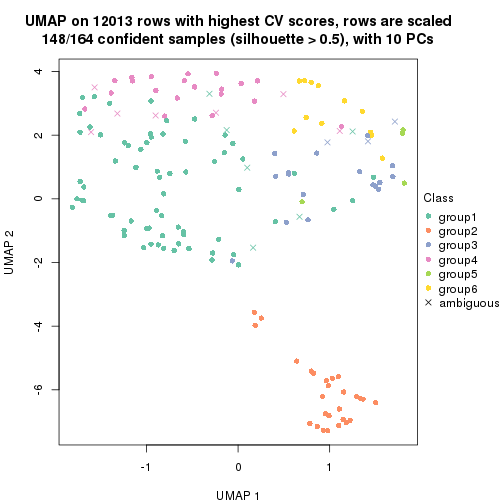 UMAP on 12013 rows with highest CV scores, rows are scaled
148/164 confident samples (silhouette > 0.5), with 10 PCs
4
2
0
-2
-4
-6
UMAP 2
-1
0
1
UMAP 1
Class
group1
group2
group3
group4
group5
group6
ambiguous